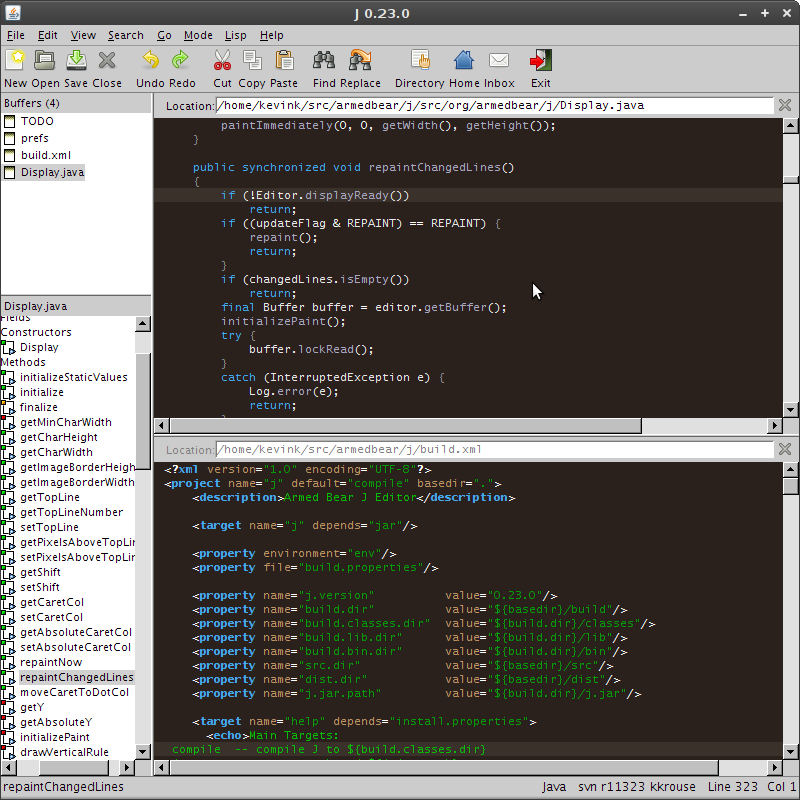 J 0.23.0
File Edit View Search Go Mode Lisp Help
New Open Save Close Undo Redo Cut Copy Paste Find Replace Directory Home Inbox Exit
Buffers (4)
TODO
prefs
build.xml
Display.java
Display.java
Fields
Constructors
Display
Methods
initializeStaticValues
initialize
finalize
getMinCharWidth
getCharHeight
getCharWidth
getImageBorderHeigh
getImageBorderWidth
getTopLine
getTopLineNumber
setTopLine
getPixelsAboveTopLin
setPixelsAboveTopLin
getShift
setShift
getCaretCol
setCaretCol
getAbsoluteCaretCol
setAbsoluteCaretCol
repaintNow
repaintChangedLines
moveCaretToDotCol
getY
getAbsoluteY
initializePaint
drawVerticalRule
Location: /home/kevink/src/armedbear/j/src/org/armedbear/j/Display.java
paintImmediately(0, 0, getWidth(), getHeight());
}
public synchronized void repaintChangedLines()
{
if (!Editor.displayReady())
return;
if ((updateFlag & REPAINT) == REPAINT) {
repaint();
return;
}
if (changedLines.isEmpty())
return;
final Buffer buffer = editor.getBuffer();
initializePaint();
try {
buffer.lockRead();
}
catch (InterruptedException e) {
Log.error(e);
return;
Location: /home/kevink/src/armedbear/j/build.xml
<?xml version="1.0" encoding="UTF-8"?>
<project name="j" default="compile" basedir=".">
<description>Armed Bear J Editor</description>
<target name="j" depends="jar"/>
<property environment="env"/>
<property file="build.properties"/>
<property name="j.version" value="0.23.0"/>
<property name="build.dir" value="${basedir}/build"/>
<property name="build.classes.dir" value="${build.dir}/classes"/>
<property name="build.lib.dir" value="${build.dir}/lib"/>
<property name="build.bin.dir" value="${build.dir}/bin"/>
<property name="src.dir" value="${basedir}/src"/>
<property name="dist.dir" value="${basedir}/dist"/>
<property name="j.jar.path" value="${build.dir}/j.jar"/>
<target name="help" depends="install.properties">
<echo>Main Targets:
compile -- compile J to ${build.classes.dir}
repaintChangedLines Java svn r11323 kkrouse Line 323 Col 1